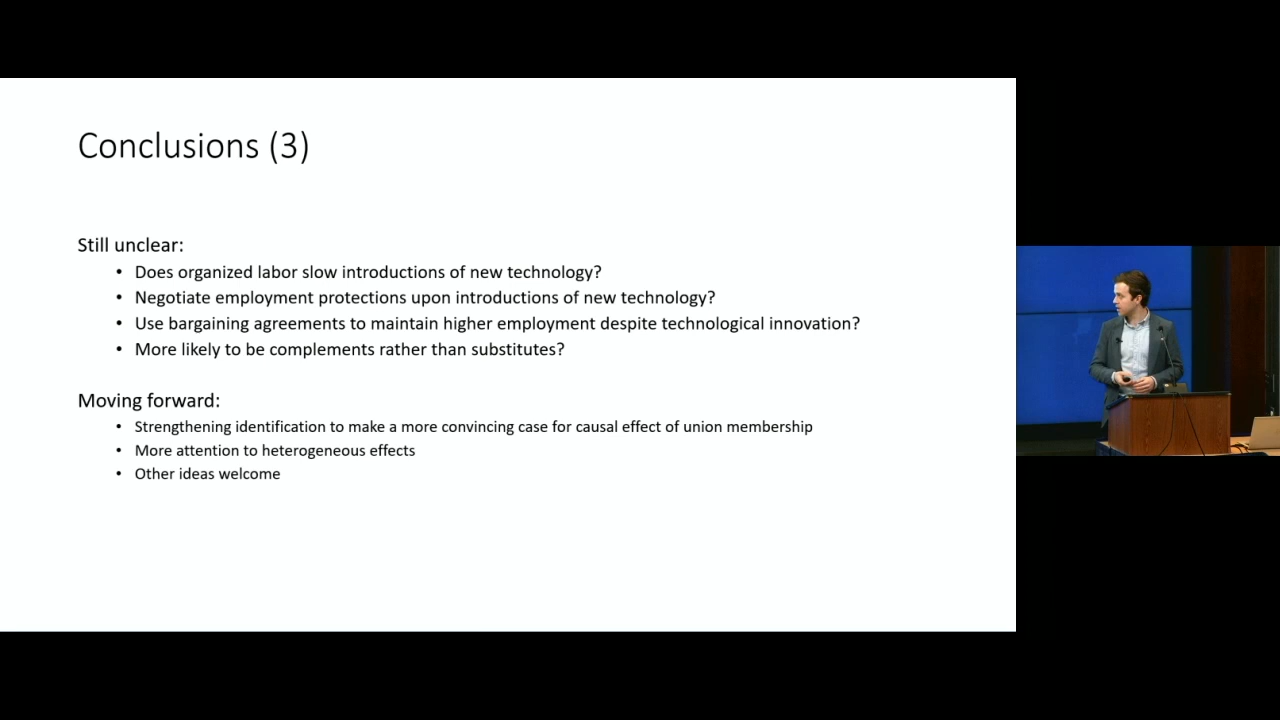 Conclusions (3)
Still unclear:
• Does organized labor slow introductions of new technology?
• Negotiate employment protections upon introductions of new technology?
• Use bargaining agreements to maintain higher employment despite technological innovation?
• More likely to be complements rather than substitutes?
Moving forward:
• Strengthening identification to make a more convincing case for causal effect of union membership
• More attention to heterogeneous effects
• Other ideas welcome